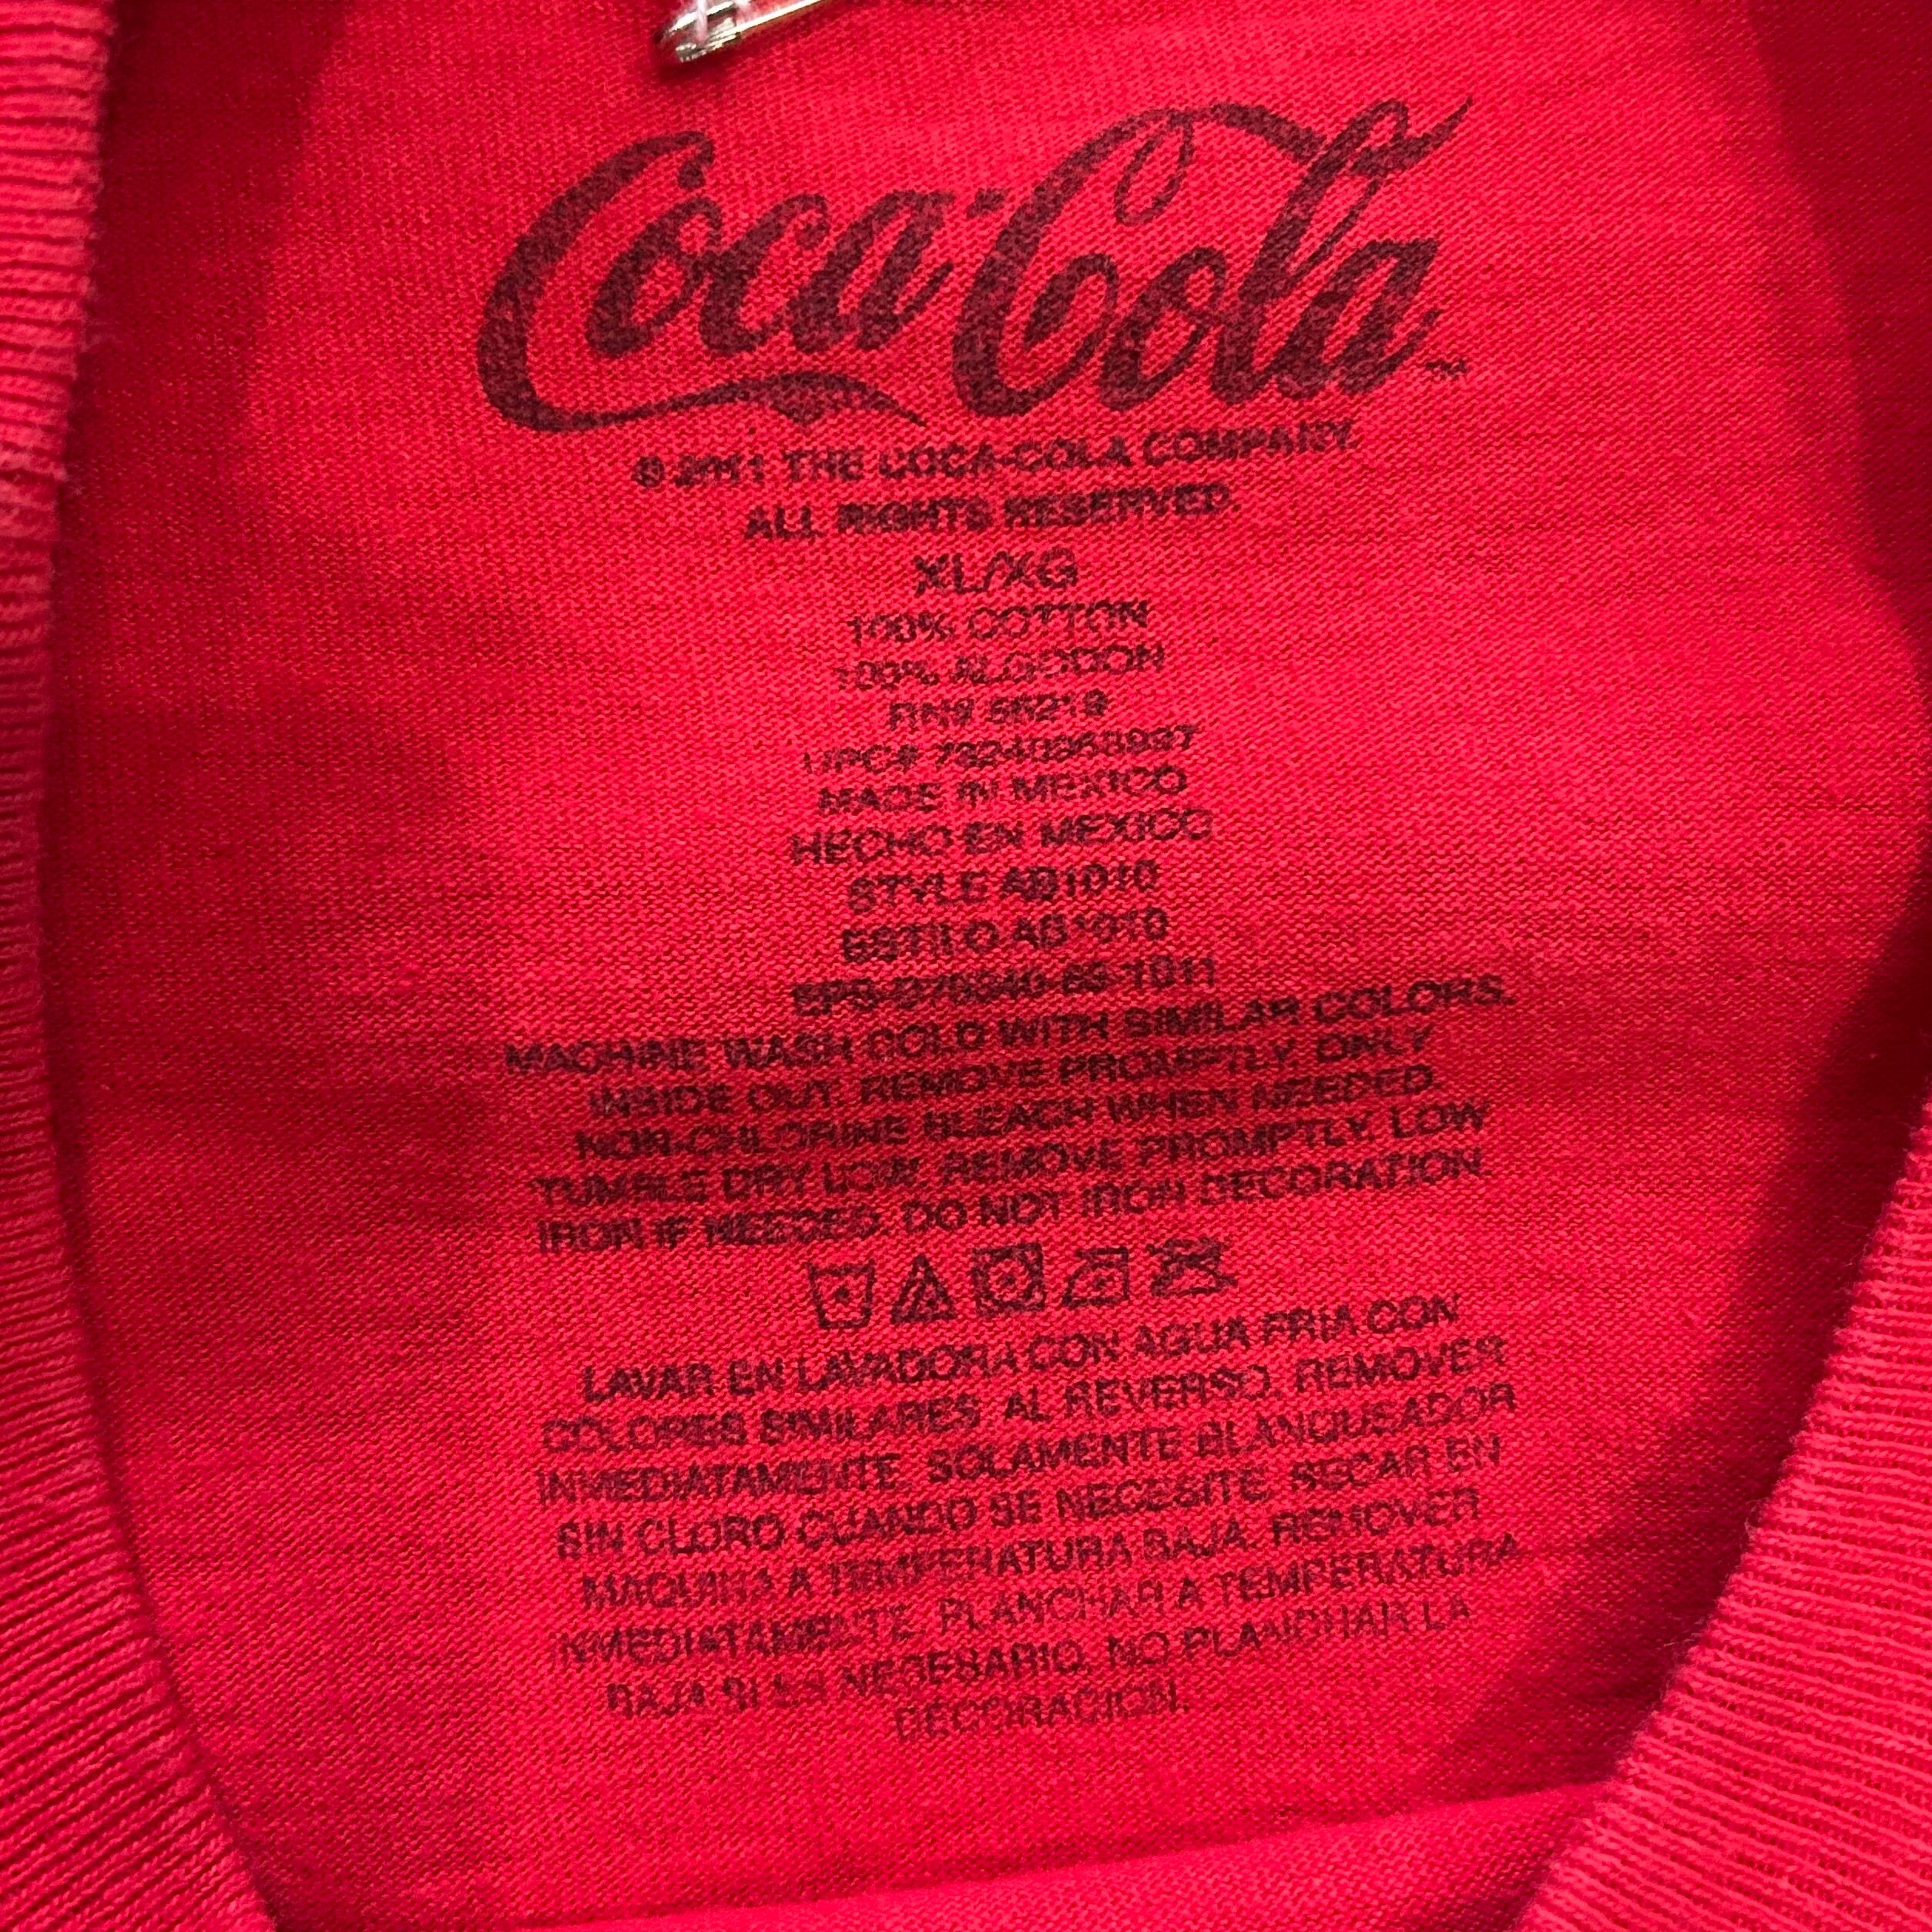 Coca-Cola™
© 2011 THE COCA-COLA COMPANY.
ALL RIGHTS RESERVED.
XL/XG
100% COTTON
100% ALGODON
RN#
UPC#
MADE IN MEXICO
HECHO EN MEXICO
STYLE AB1010
ESTILO AB1010
MACHINE WASH COLD WITH SIMILAR COLORS.
INSIDE OUT. REMOVE PROMPTLY. ONLY
NON-CHLORINE BLEACH WHEN NEEDED.
TUMBLE DRY LOW. REMOVE PROMPTLY. LOW
IRON IF NEEDED. DO NOT IRON DECORATION.
LAVAR EN LAVADORA CON AGUA FRIA CON
COLORES SIMILARES. AL REVERSO. REMOVER
INMEDIATAMENTE. SOLAMENTE BLANQUEADOR
SIN CLORO CUANDO SE NECESITE. SECAR EN
MAQUINA A TEMPERATURA BAJA. REMOVER
INMEDIATAMENTE. PLANCHAR A TEMPERATURA
BAJA SI ES NECESARIO. NO PLANCHAR LA
DECORACION.